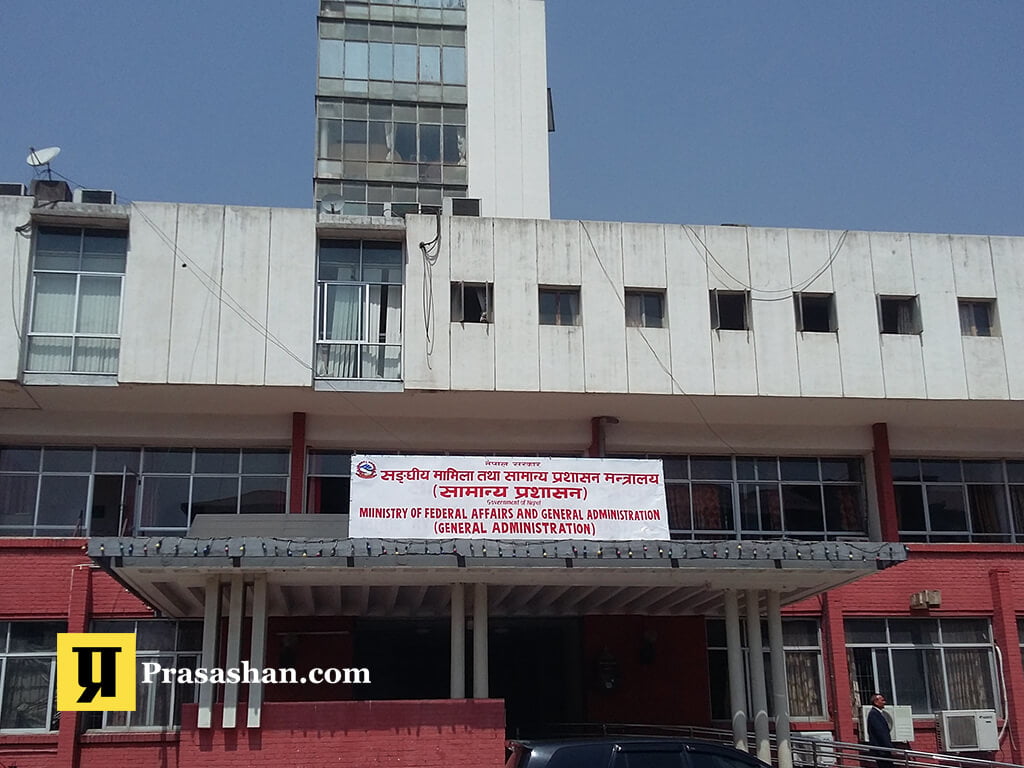 नेपाल सरकार
सङ्घीय मामिला तथा सामान्य प्रशासन मन्त्रालय
(सामान्य प्रशासन)
Government of Nepal
MIINISTRY OF FEDERAL AFFAIRS AND GENERAL ADMINISTRATION
(GENERAL ADMINISTRATION)
प्र Prasashan.com